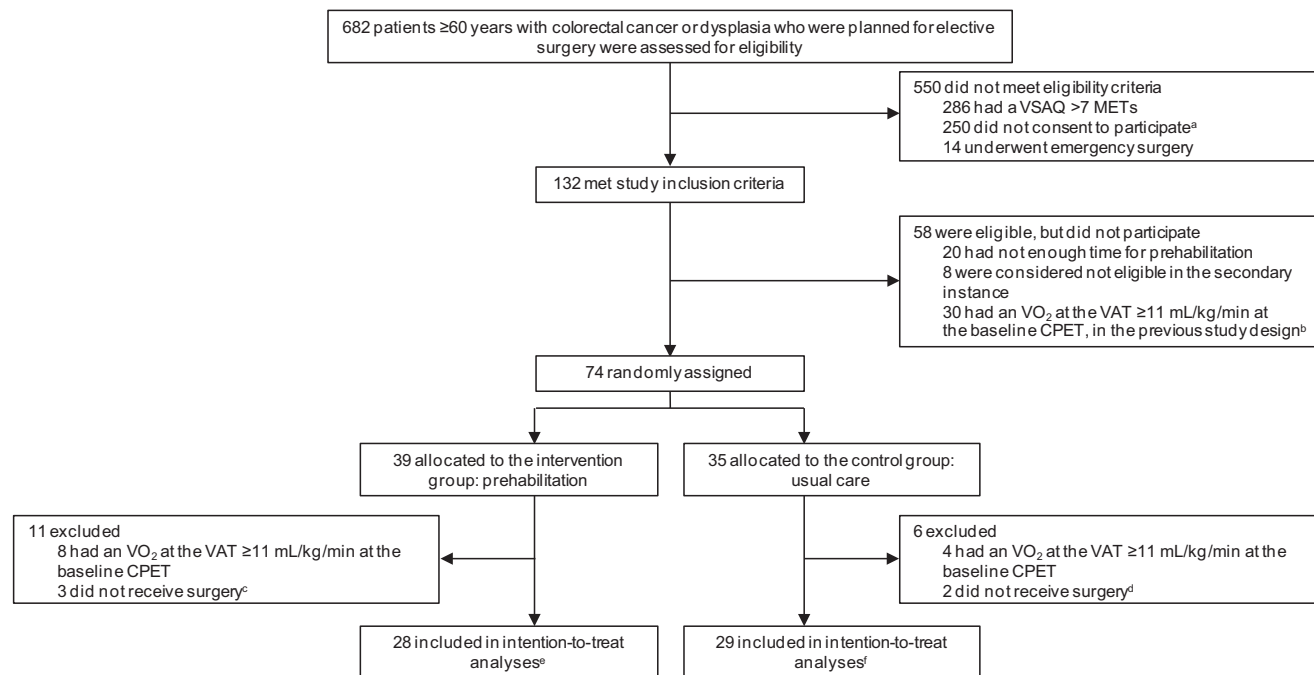 682 patients ≥60 years with colorectal cancer or dysplasia who were planned for elective
surgery were assessed for eligibility
550 did not meet eligibility criteria
286 had a VSAQ >7 METs
250 did not consent to participateᵃ
14 underwent emergency surgery
132 met study inclusion criteria
58 were eligible, but did not participate
20 had not enough time for prehabilitation
8 were considered not eligible in the secondary
instance
30 had an VO₂ at the VAT ≥11 mL/kg/min at
the baseline CPET, in the previous study designᵇ
74 randomly assigned
39 allocated to the intervention
group: prehabilitation
35 allocated to the control group:
usual care
11 excluded
8 had an VO₂ at the VAT ≥11 mL/kg/min at the
baseline CPET
3 did not receive surgeryᶜ
6 excluded
4 had an VO₂ at the VAT ≥11 mL/kg/min at the
baseline CPET
2 did not receive surgeryᵈ
28 included in intention-to-treat
analysesᵉ
29 included in intention-to-treat
analysesᶠ